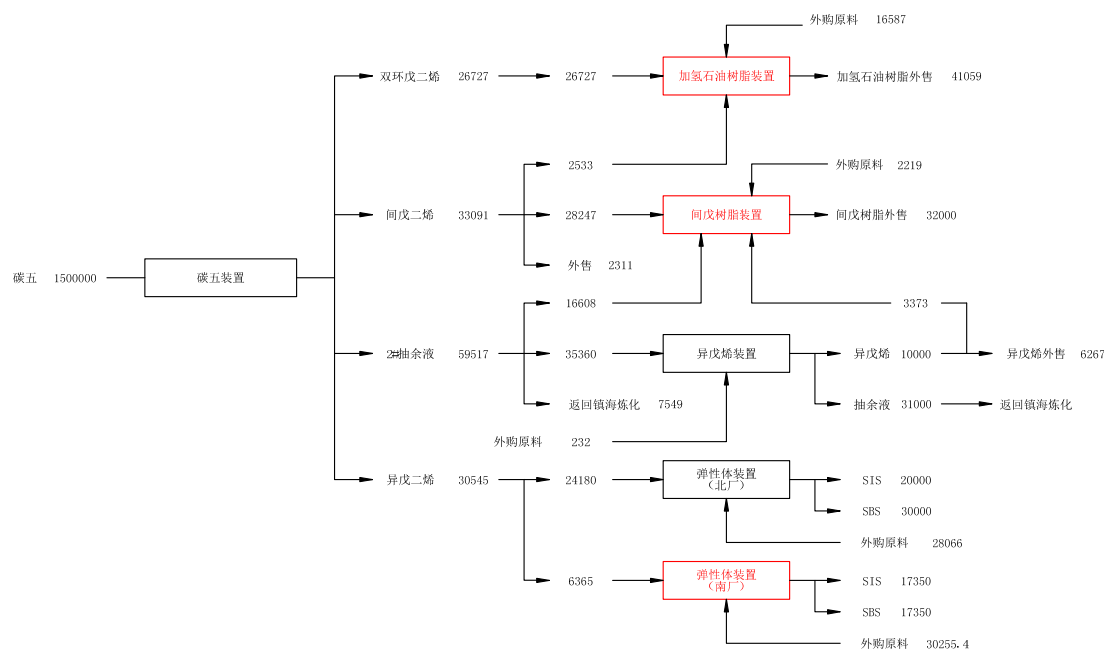 外购原料 16587
双环戊二烯 26727 26727 加氢石油树脂装置 加氢石油树脂外售 41059
2533 外购原料 2219
间戊二烯 33091 28247 间戊树脂装置 间戊树脂外售 32000
外售 2311
碳五 1500000 碳五装置
16608 3373
2#抽余液 59517 35360 异戊烯装置 异戊烯 10000 异戊烯外售 6267
返回镇海炼化 7549 抽余液 31000 返回镇海炼化
外购原料 232
异戊二烯 30545 24180 弹性体装置 SIS 20000
（北厂）
SBS 30000
外购原料 28066
6365 弹性体装置 SIS 17350
（南厂）
SBS 17350
外购原料 30255.4